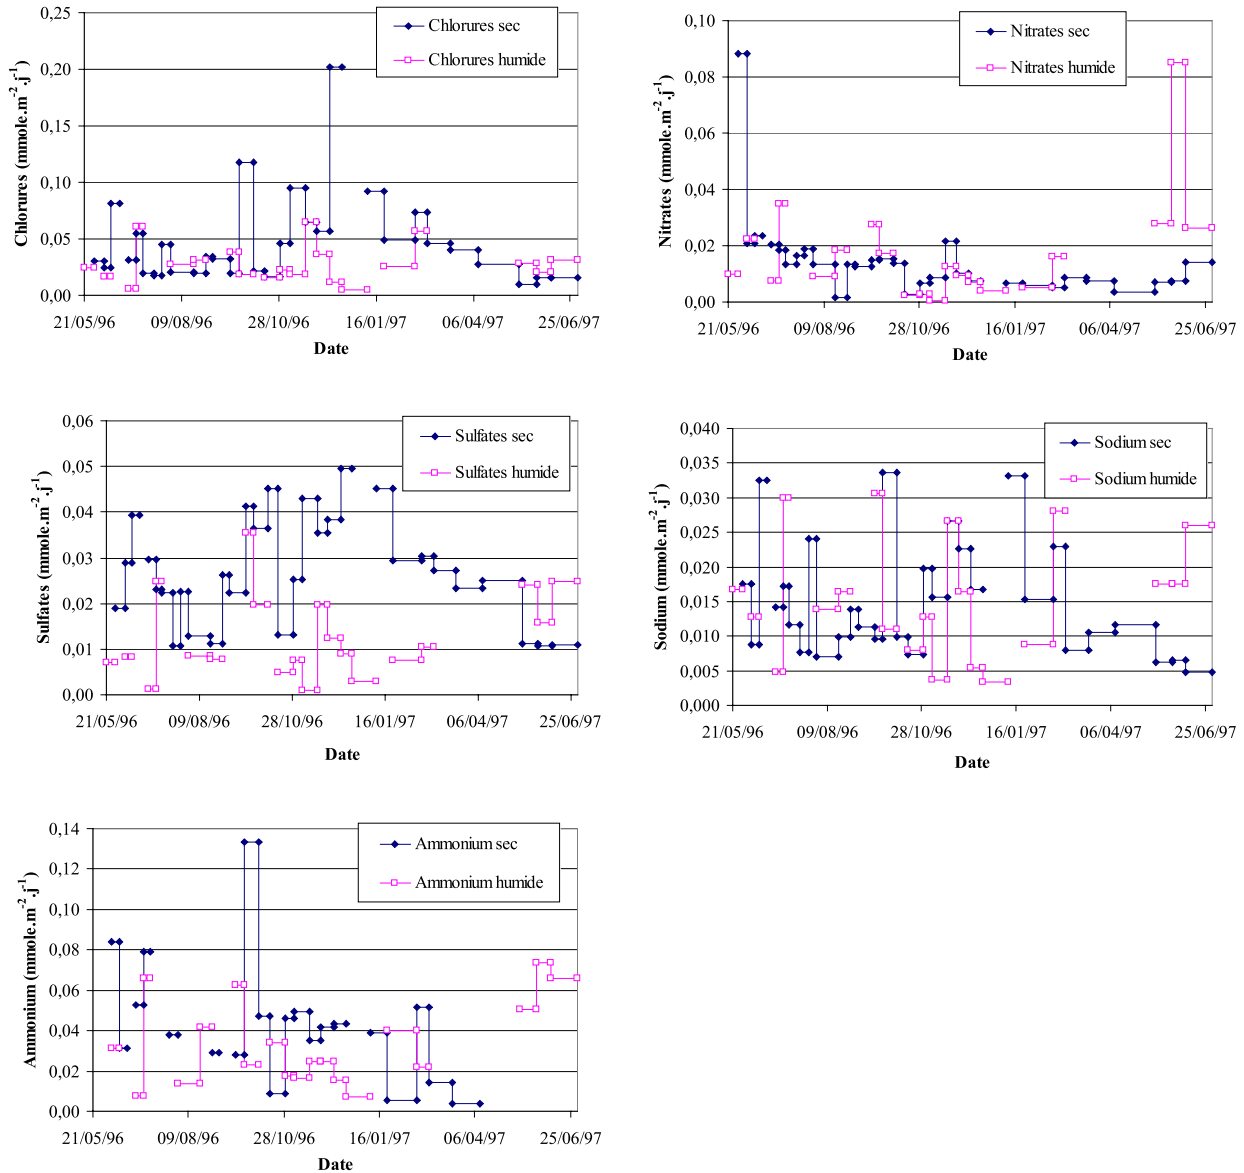 Chlorures (mmole.m-2.j-1)
0,25
0,20
0,15
0,10
0,05
0,00
Chlorures sec
Chlorures humide
21/05/96 09/08/96 28/10/96 16/01/97 06/04/97 25/06/97
Date
Nitrates (mmole.m-2.j-1)
0,10
0,08
0,06
0,04
0,02
0,00
Nitrates sec
Nitrates humide
21/05/96 09/08/96 28/10/96 16/01/97 06/04/97 25/06/97
Date
Sulfates (mmole.m-2.j-1)
0,06
0,05
0,04
0,03
0,02
0,01
0,00
Sulfates sec
Sulfates humide
21/05/96 09/08/96 28/10/96 16/01/97 06/04/97 25/06/97
Date
Sodium (mmole.m-2.j-1)
0,040
0,035
0,030
0,025
0,020
0,015
0,010
0,005
0,000
Sodium sec
Sodium humide
21/05/96 09/08/96 28/10/96 16/01/97 06/04/97 25/06/97
Date
Ammonium (mmole.m-2.j-1)
0,14
0,12
0,10
0,08
0,06
0,04
0,02
0,00
Ammonium sec
Ammonium humide
21/05/96 09/08/96 28/10/96 16/01/97 06/04/97 25/06/97
Date